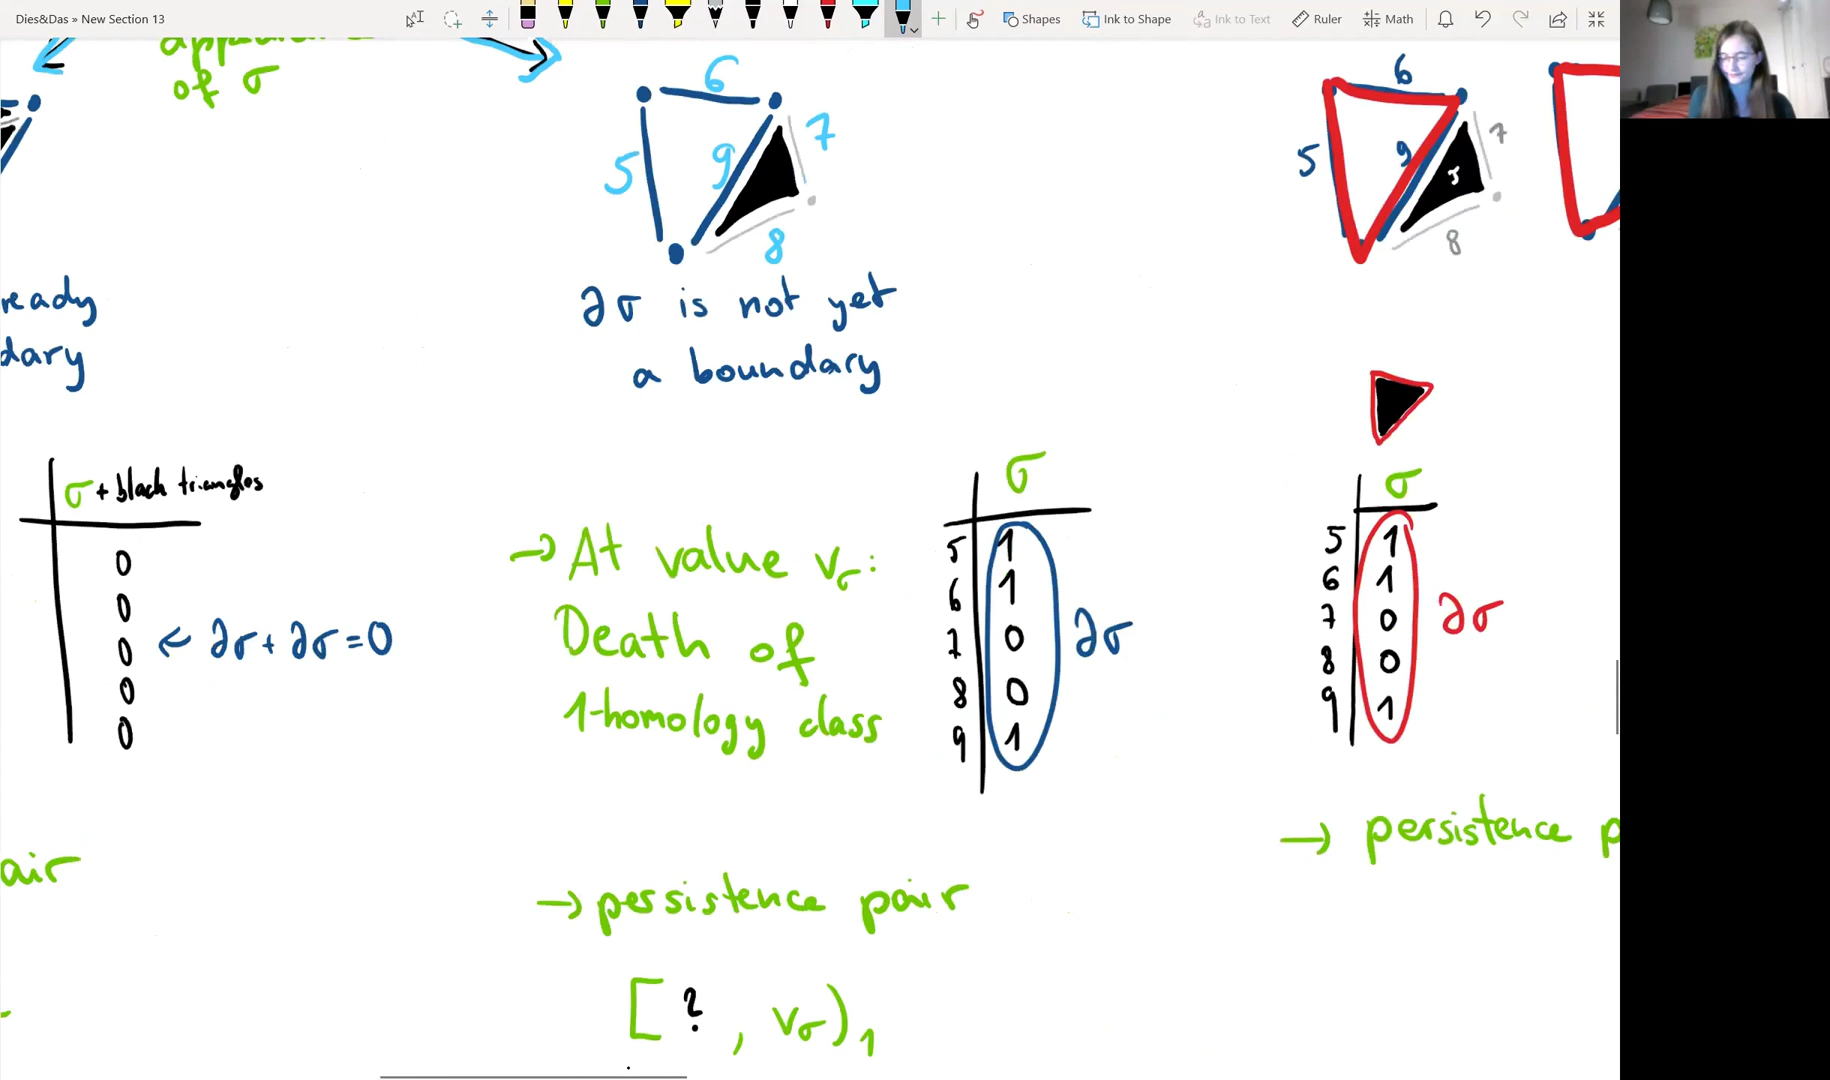 Dies&Das » New Section 13
Shapes
Ink to Shape
Ink to Text
Ruler
Math
of σ
6
5
9
7
8
∂σ is not yet
a boundary
6
5
9
7
5
8
ready
dary
σ + black triangles
0
0
0
0
0
← ∂σ + ∂σ = 0
→ At value vσ:
Death of
1-homology class
σ
5 1
6 1
7 0
8 0
9 1
∂σ
σ
5 1
6 1
7 0
8 0
9 1
∂σ
air
→ persistence pair
[ ? , vσ)₁
→ persistence p